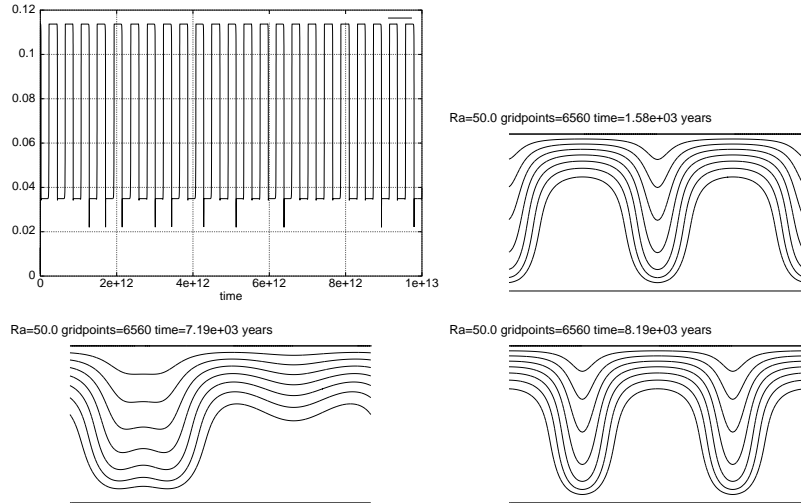 0.12
0.1
0.08
0.06
0.04
0.02
0
0 2e+12 4e+12 6e+12 8e+12 1e+13
time
Ra=50.0 gridpoints=6560 time=1.58e+03 years
Ra=50.0 gridpoints=6560 time=7.19e+03 years
Ra=50.0 gridpoints=6560 time=8.19e+03 years